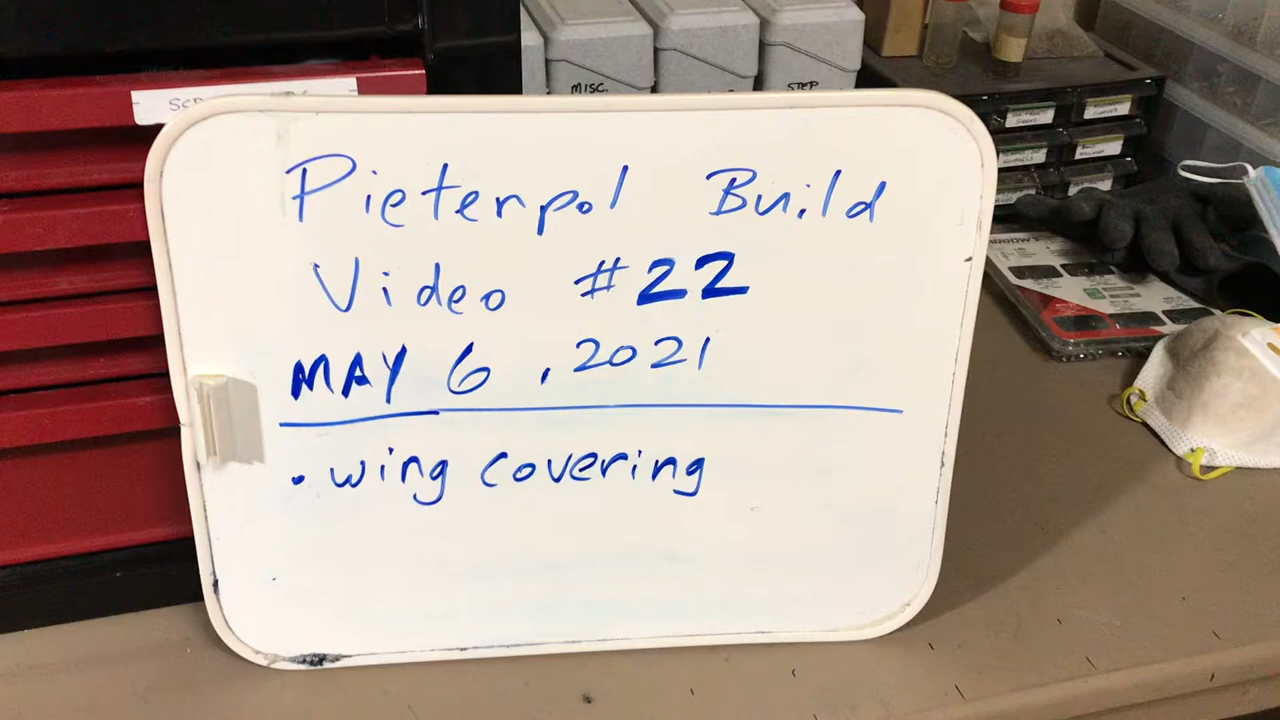 MISC.
STEP
Pieterpol Build
Video #22
MAY 6, 2021
• wing covering